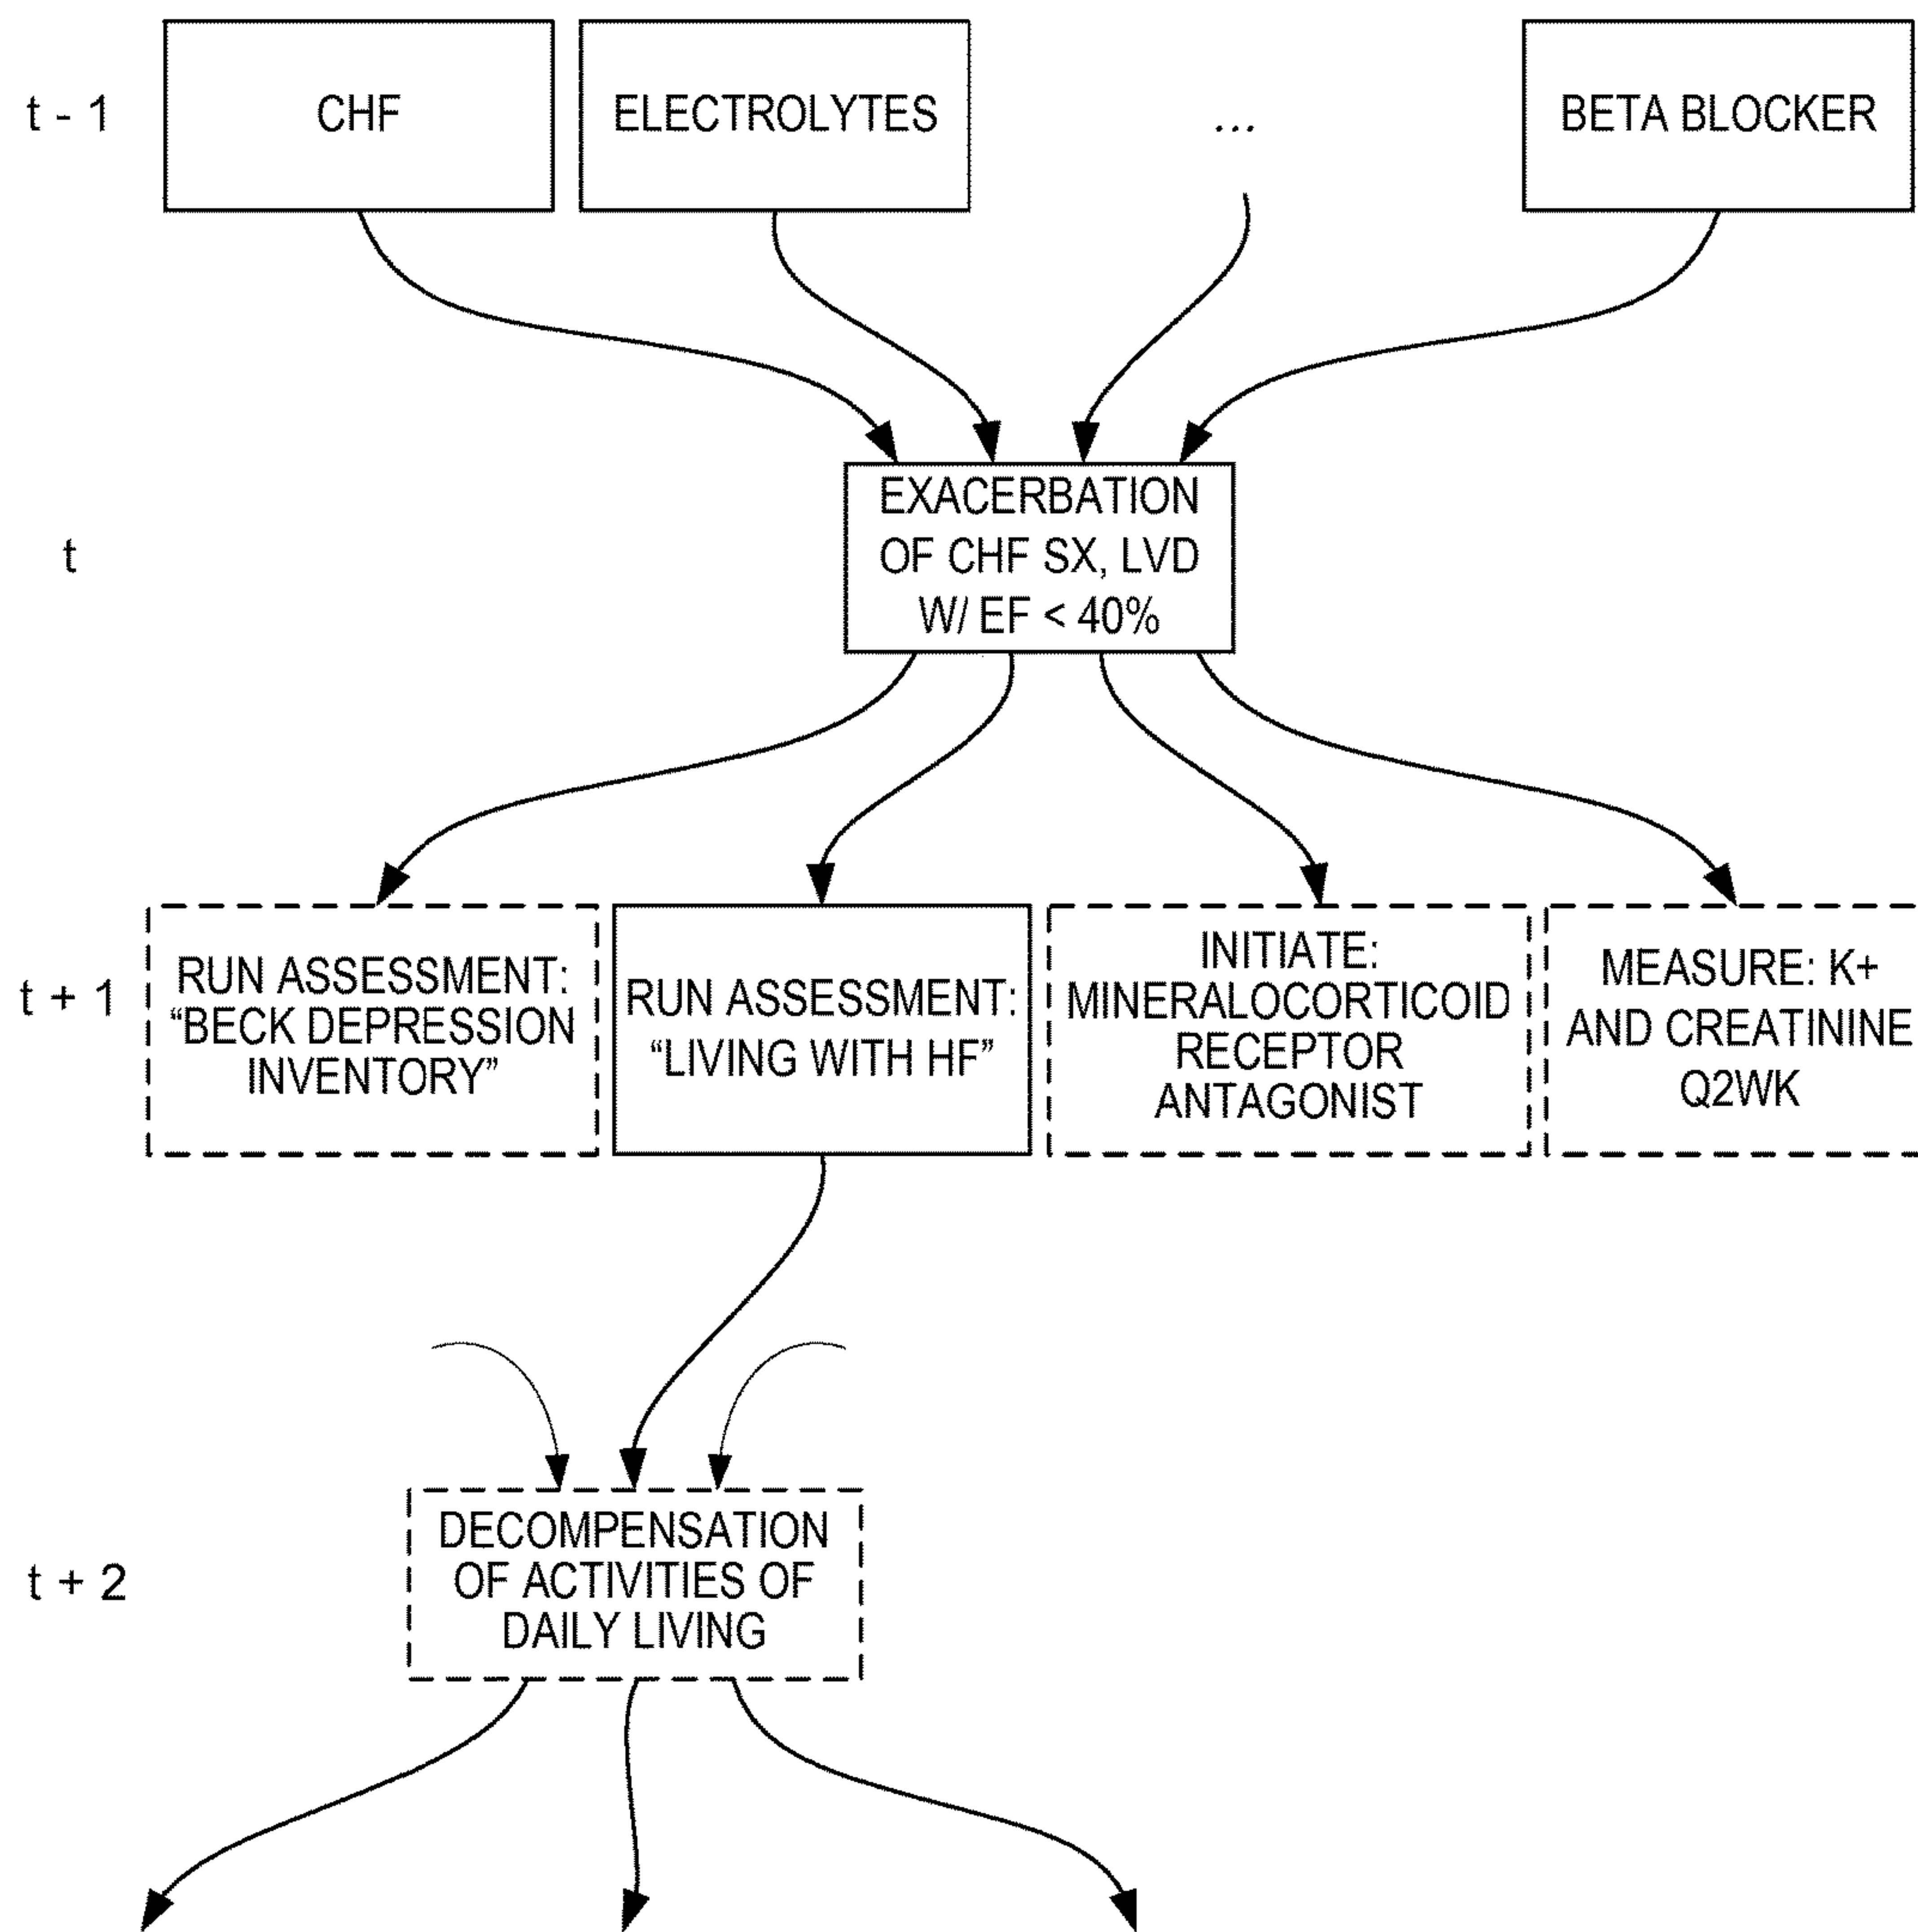 t - 1
CHF
ELECTROLYTES
...
BETA BLOCKER
t
EXACERBATION
OF CHF SX, LVD
W/ EF < 40%
t + 1
RUN ASSESSMENT:
“BECK DEPRESSION
INVENTORY”
RUN ASSESSMENT:
“LIVING WITH HF”
INITIATE:
MINERALOCORTICOID
RECEPTOR
ANTAGONIST
MEASURE: K+
AND CREATININE
Q2WK
t + 2
DECOMPENSATION
OF ACTIVITIES OF
DAILY LIVING